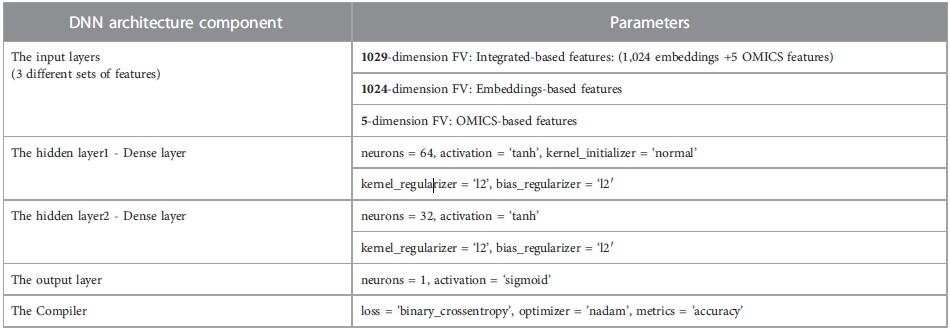 DNN architecture component
Parameters
The input layers
(3 different sets of features)
1029-dimension FV: Integrated-based features: (1,024 embeddings +5 OMICS features)
1024-dimension FV: Embeddings-based features
5-dimension FV: OMICS-based features
The hidden layer1 - Dense layer
neurons = 64, activation = ‘tanh’, kernel_initializer = ‘normal’
kernel_regularizer = ‘l2’, bias_regularizer = ‘l2′
The hidden layer2 - Dense layer
neurons = 32, activation = ‘tanh’
kernel_regularizer = ‘l2’, bias_regularizer = ‘l2′
The output layer
neurons = 1, activation = ‘sigmoid’
The Compiler
loss = ’binary_crossentropy’, optimizer = ‘nadam’, metrics = ‘accuracy’